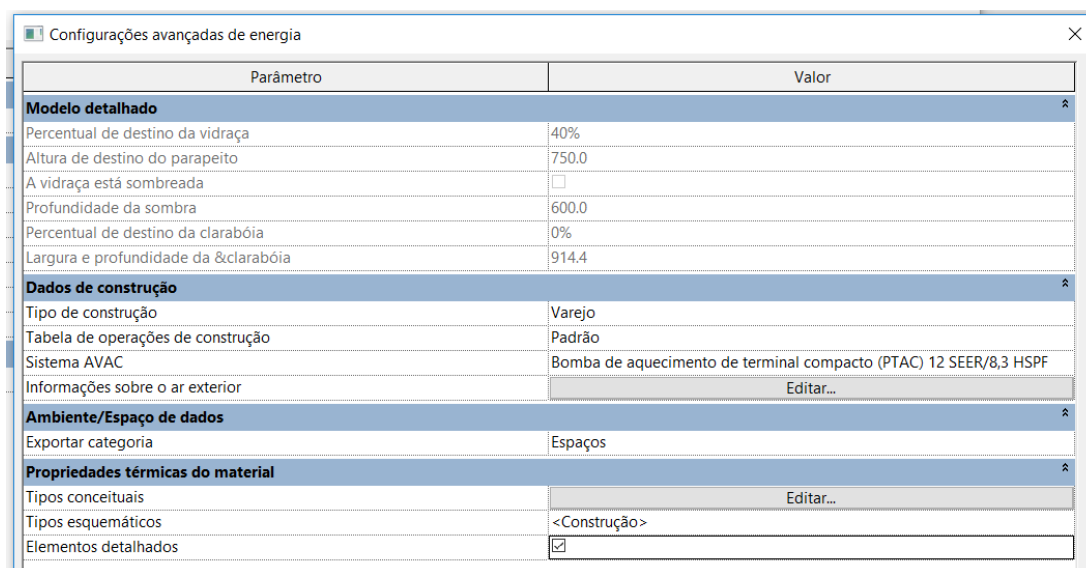 Configurações avançadas de energia
Parâmetro Valor
Modelo detalhado
Percentual de destino da vidraça 40%
Altura de destino do parapeito 750.0
A vidraça está sombreada
Profundidade da sombra 600.0
Percentual de destino da clarabóia 0%
Largura e profundidade da &clarabóia 914.4
Dados de construção
Tipo de construção Varejo
Tabela de operações de construção Padrão
Sistema AVAC Bomba de aquecimento de terminal compacto (PTAC) 12 SEER/8,3 HSPF
Informações sobre o ar exterior Editar...
Ambiente/Espaço de dados
Exportar categoria Espaços
Propriedades térmicas do material
Tipos conceituais Editar...
Tipos esquemáticos <Construção>
Elementos detalhados